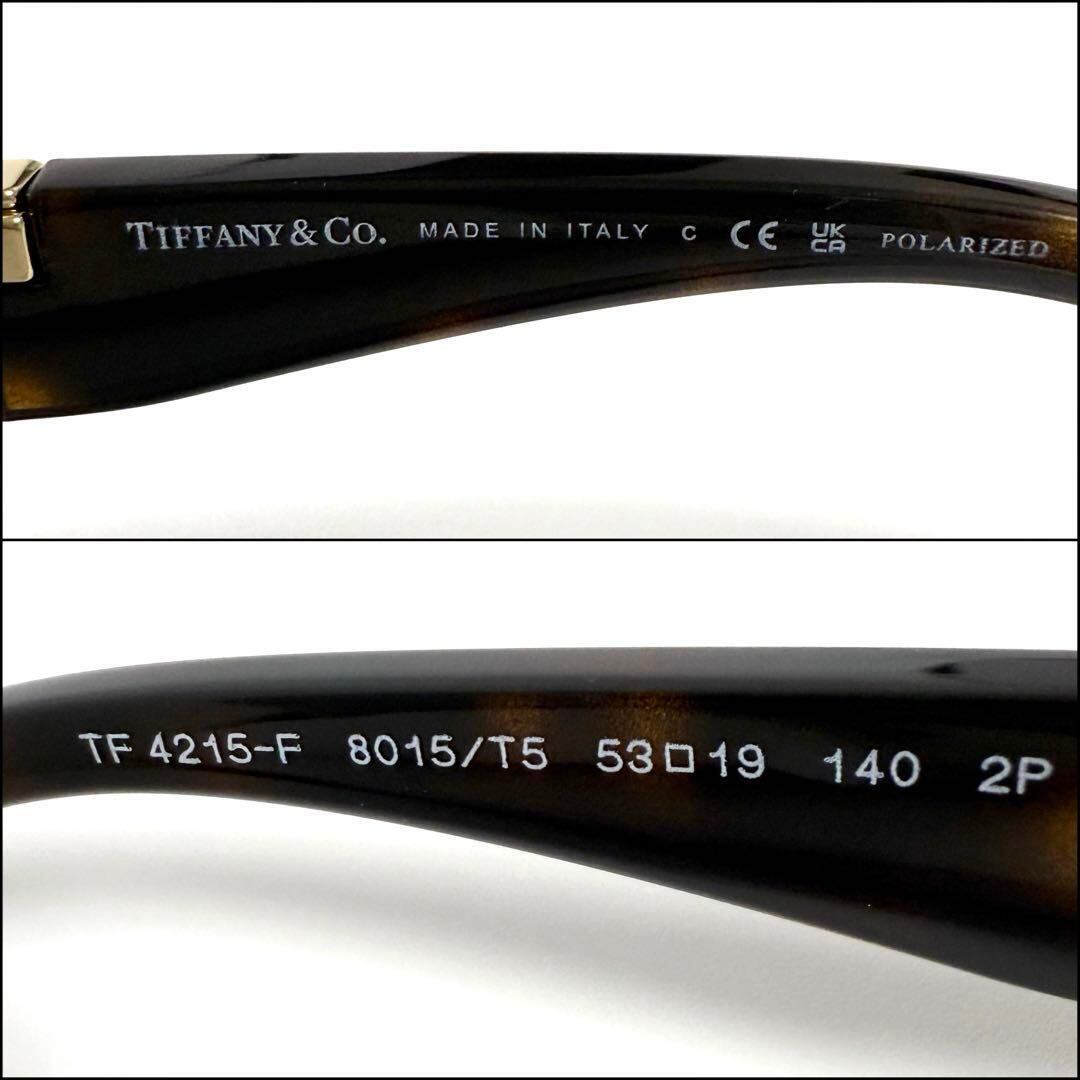 TIFFANY & CO. MADE IN ITALY C CE UK CA POLARIZED
TF 4215-F 8015/T5 53□19 140 2P